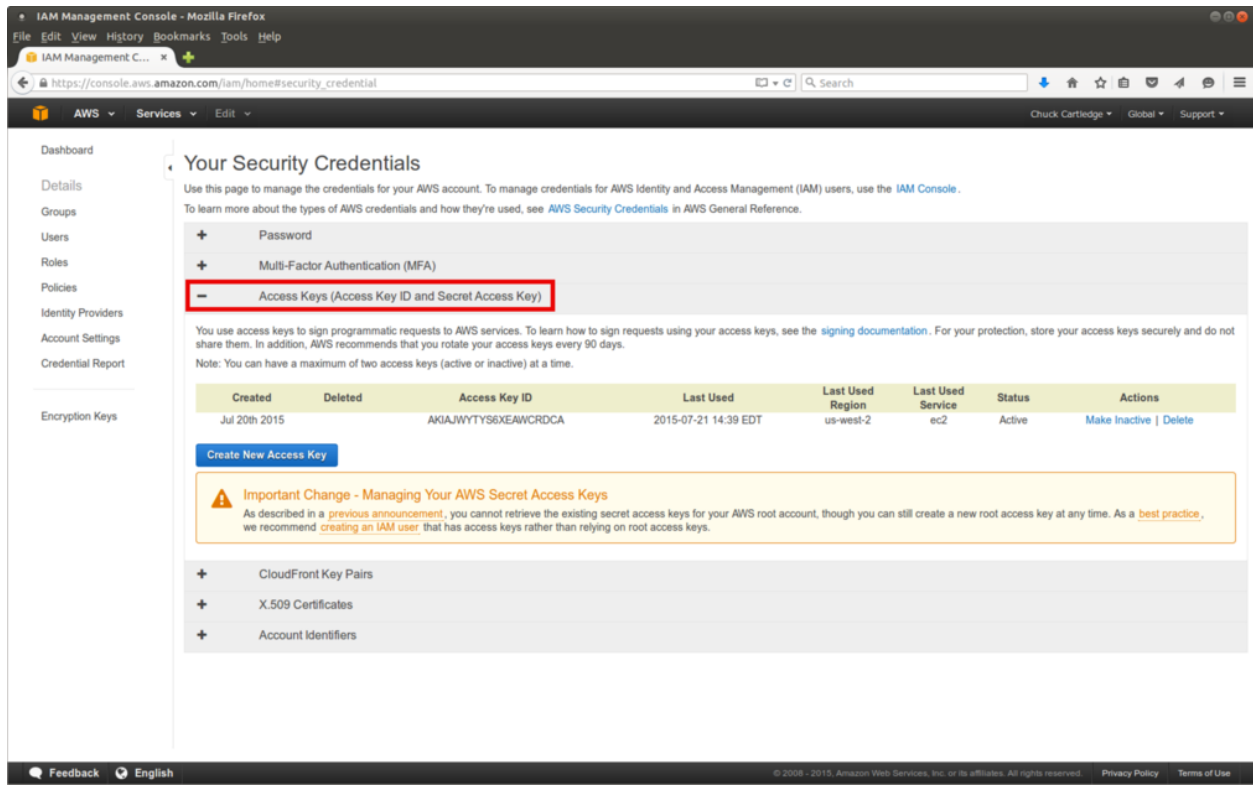 IAM Management Console - Mozilla Firefox
File Edit View History Bookmarks Tools Help
IAM Management C...
https://console.aws.amazon.com/iam/home#security_credential
Search
AWS Services Edit Chuck Cartledge Global Support
Dashboard
Details
Groups
Users
Roles
Policies
Identity Providers
Account Settings
Credential Report
Encryption Keys
Your Security Credentials
Use this page to manage the credentials for your AWS account. To manage credentials for AWS Identity and Access Management (IAM) users, use the IAM Console.
To learn more about the types of AWS credentials and how they're used, see AWS Security Credentials in AWS General Reference.
+ Password
+ Multi-Factor Authentication (MFA)
− Access Keys (Access Key ID and Secret Access Key)
You use access keys to sign programmatic requests to AWS services. To learn how to sign requests using your access keys, see the signing documentation. For your protection, store your access keys securely and do not
share them. In addition, AWS recommends that you rotate your access keys every 90 days.
Note: You can have a maximum of two access keys (active or inactive) at a time.
Created Deleted Access Key ID Last Used Last Used Region Last Used Service Status Actions
Jul 20th 2015 AKIAJWYTYS6XEAWCRDCA 2015-07-21 14:39 EDT us-west-2 ec2 Active Make Inactive | Delete
Create New Access Key
Important Change - Managing Your AWS Secret Access Keys
As described in a previous announcement, you cannot retrieve the existing secret access keys for your AWS root account, though you can still create a new root access key at any time. As a best practice,
we recommend creating an IAM user that has access keys rather than relying on root access keys.
+ CloudFront Key Pairs
+ X.509 Certificates
+ Account Identifiers
Feedback English © 2008 - 2015, Amazon Web Services, Inc. or its affiliates. All rights reserved. Privacy Policy Terms of Use